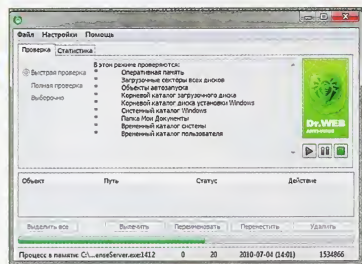 Файл Настройки Помощь
Проверка Статистика
В этом режиме проверяются:
Быстрая проверка
Полная проверка
Выборочно
* Оперативная память
* Загрузочные секторы всех дисков
* Объекты автозапуска
* Корневой каталог загрузочного диска
* Корневой каталог диска установки Windows
* Системный каталог Windows
* Папка Мои Документы
* Временный каталог системы
* Временный каталог пользователя
Dr.WEB
ANTIVIRUS
Объект Путь Статус Действие
Выделить все Вылечить Переименовать Переместить Удалить
Процесс в памяти: C:\...enseServer.exe:1412 0 20 2010-07-04 (14:01) 1534866